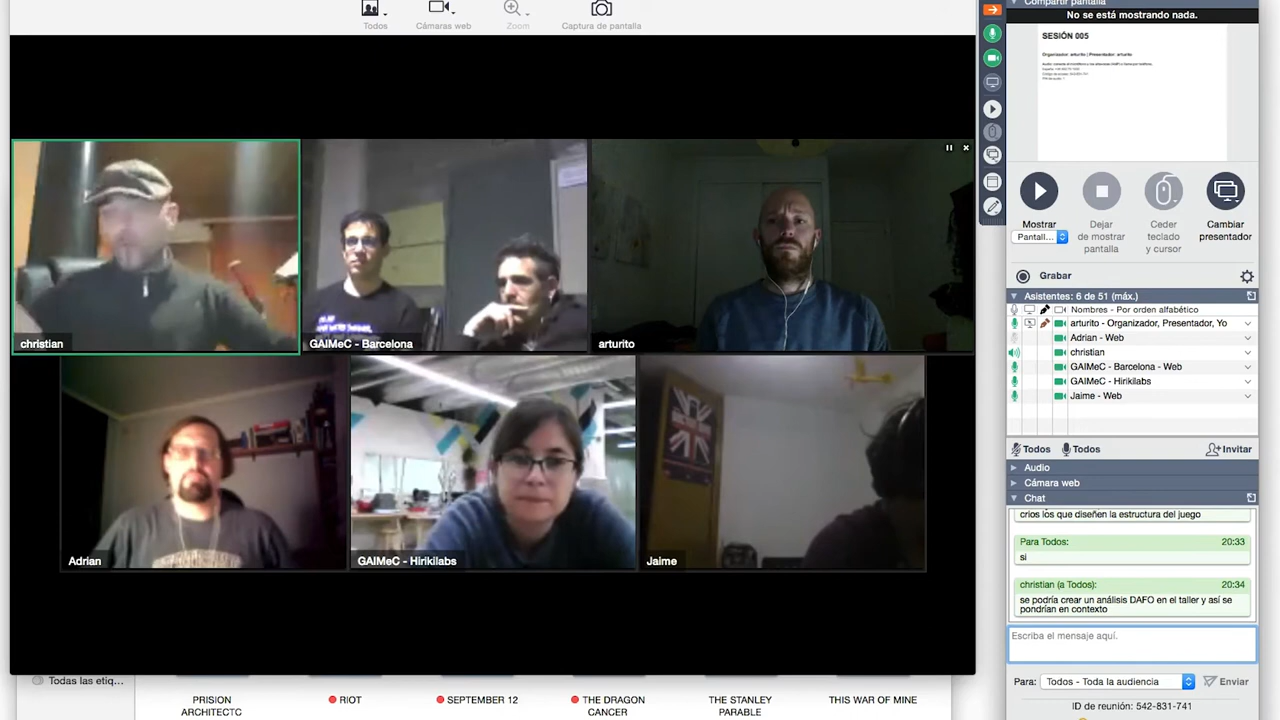 Todos
Cámaras web
Zoom
Captura de pantalla
christian
GAIMeC - Barcelona
arturito
Adrian
GAIMeC - Hirikilabs
Jaime
Todas las etiq...
PRISION
ARCHITECTC
RIOT
SEPTEMBER 12
THE DRAGON
CANCER
THE STANLEY
PARABLE
THIS WAR OF MINE
Compartir pantalla
No se está mostrando nada.
SESIÓN 005
Organizador: arturito | Presentador: arturito
Mostrar
Pantall...
Dejar
de mostrar
pantalla
Ceder
teclado
y cursor
Cambiar
presentador
Grabar
Asistentes: 6 de 51 (máx.)
Nombres - Por orden alfabético
arturito - Organizador, Presentador, Yo
Adrian - Web
christian
GAIMeC - Barcelona - Web
GAIMeC - Hirikilabs
Jaime - Web
Todos
Todos
Invitar
Audio
Cámara web
Chat
crios los que diseñen la estructura del juego
Para Todos: 20:33
si
christian (a Todos): 20:34
se podría crear un análisis DAFO en el taller y así se
pondrían en contexto
Escriba el mensaje aquí.
Para: Todos - Toda la audiencia
Enviar
ID de reunión: 542-831-741